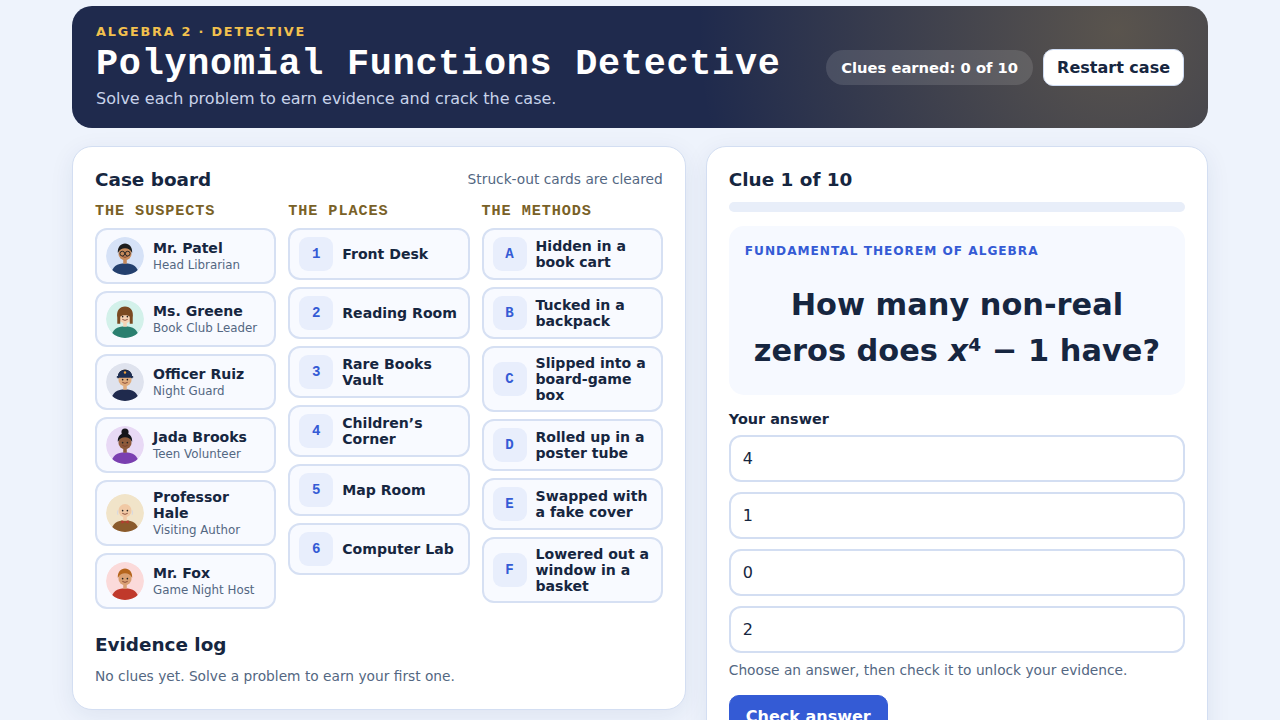 ALGEBRA 2 · DETECTIVE
Polynomial Functions Detective
Solve each problem to earn evidence and crack the case.
Clues earned: 0 of 10
Restart case
Case board
Struck-out cards are cleared
THE SUSPECTS
Mr. Patel
Head Librarian
Ms. Greene
Book Club Leader
Officer Ruiz
Night Guard
Jada Brooks
Teen Volunteer
Professor
Hale
Visiting Author
Mr. Fox
Game Night Host
THE PLACES
1 Front Desk
2 Reading Room
3 Rare Books
Vault
4 Children’s
Corner
5 Map Room
6 Computer Lab
THE METHODS
A Hidden in a
book cart
B Tucked in a
backpack
C Slipped into a
board-game
box
D Rolled up in a
poster tube
E Swapped with
a fake cover
F Lowered out a
window in a
basket
Evidence log
No clues yet. Solve a problem to earn your first one.
Clue 1 of 10
FUNDAMENTAL THEOREM OF ALGEBRA
How many non-real
zeros does x⁴ − 1 have?
Your answer
4
1
0
2
Choose an answer, then check it to unlock your evidence.
Check answer